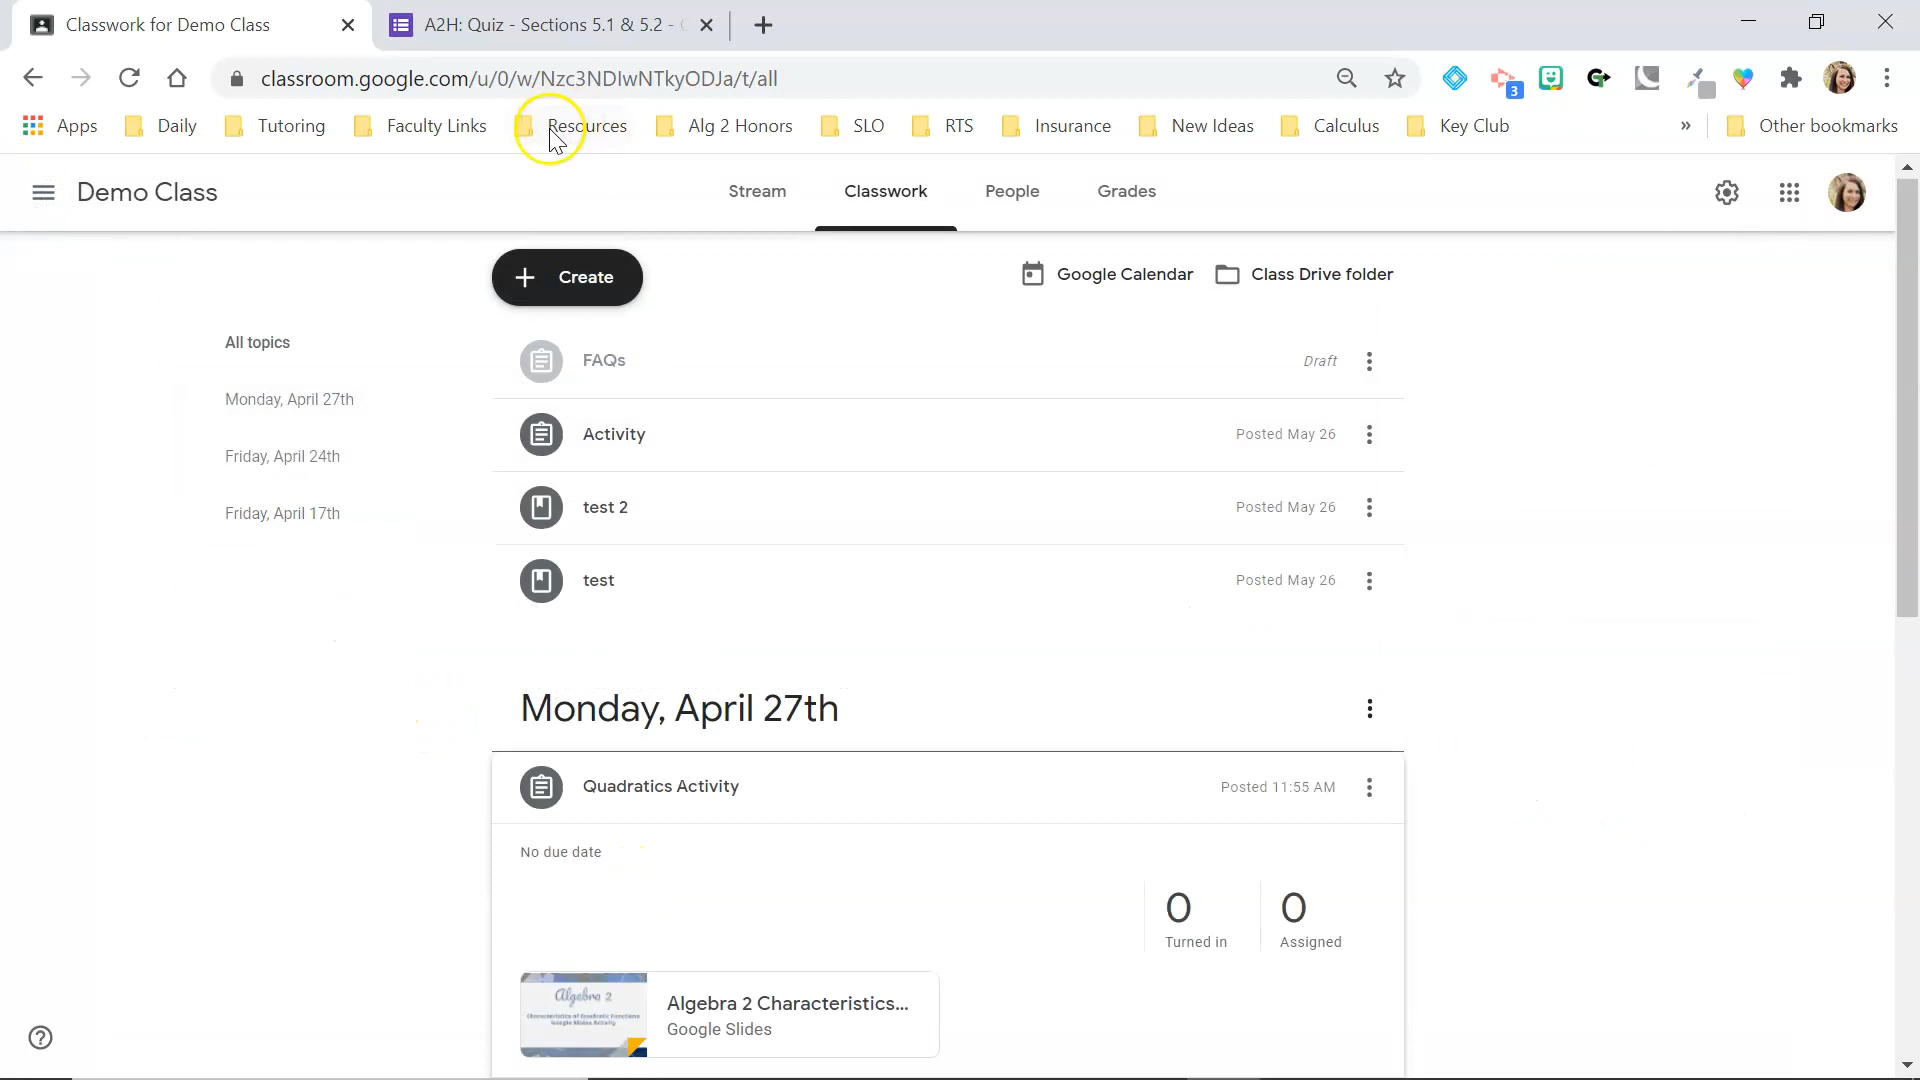 Classwork for Demo Class
A2H: Quiz - Sections 5.1 & 5.2 -
classroom.google.com/u/0/w/Nzc3NDIwNTkyODJa/t/all
3
Apps Daily Tutoring Faculty Links Resources Alg 2 Honors SLO RTS Insurance New Ideas Calculus Key Club » Other bookmarks
Demo Class Stream Classwork People Grades
Create Google Calendar Class Drive folder
All topics
Monday, April 27th
Friday, April 24th
Friday, April 17th
FAQs Draft
Activity Posted May 26
test 2 Posted May 26
test Posted May 26
Monday, April 27th
Quadratics Activity Posted 11:55 AM
No due date
0 0
Turned in Assigned
Algebra 2
Characteristics of Quadratic Functions
Google Slides Activity
Algebra 2 Characteristics...
Google Slides